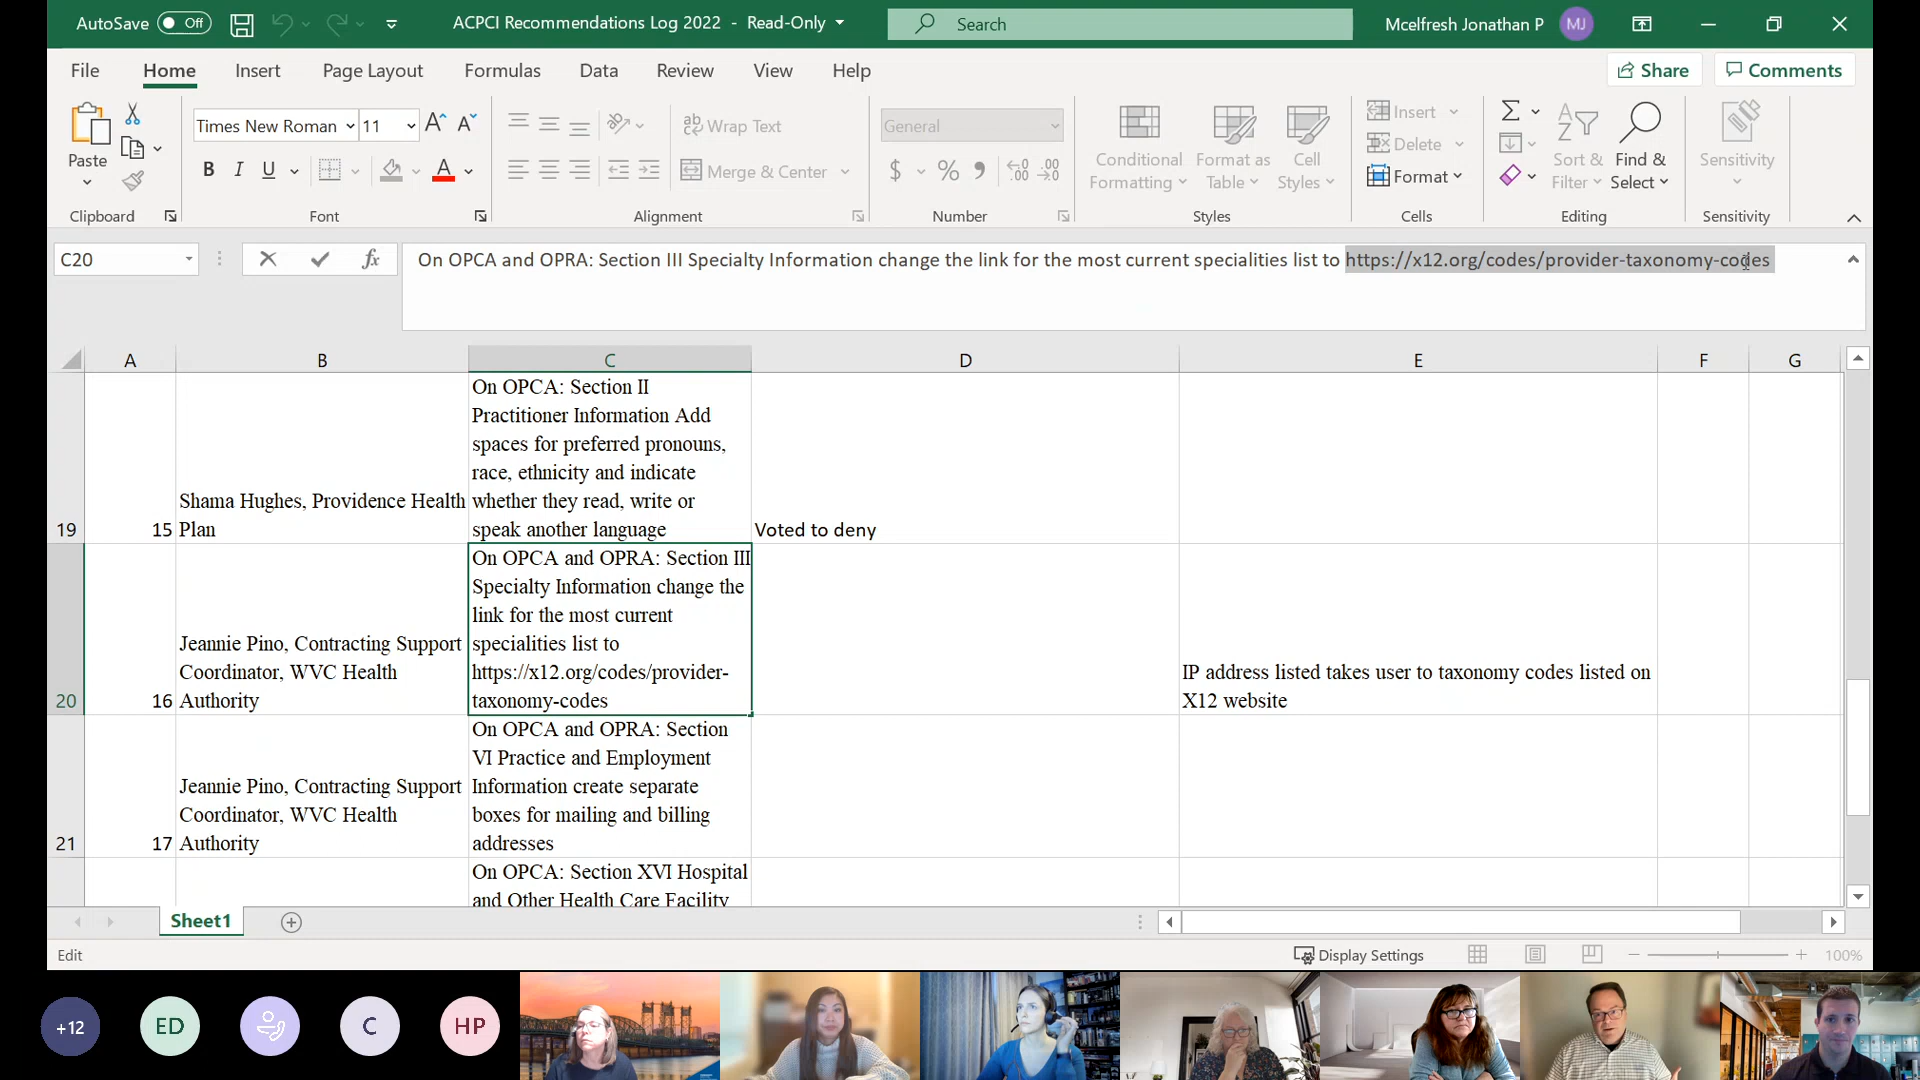 AutoSave Off ACPCI Recommendations Log 2022 - Read-Only Search Mcelfresh Jonathan P MJ
File Home Insert Page Layout Formulas Data Review View Help Share Comments
Times New Roman 11 ab Wrap Text General Σ A Insert
Paste B I U A Merge & Center $ % Conditional Formatting Format as Table Cell Styles Delete Format Sort & Filter Find & Select Sensitivity
Clipboard Font Alignment Number Styles Cells Editing Sensitivity
C20 fx On OPCA and OPRA: Section III Specialty Information change the link for the most current specialities list to https://x12.org/codes/provider-taxonomy-codes
A B C D E F G
On OPCA: Section II
Practitioner Information Add
spaces for preferred pronouns,
race, ethnicity and indicate
Shama Hughes, Providence Health whether they read, write or
19 15 Plan speak another language Voted to deny
On OPCA and OPRA: Section III
Specialty Information change the
link for the most current
Jeannie Pino, Contracting Support specialities list to
Coordinator, WVC Health https://x12.org/codes/provider- IP address listed takes user to taxonomy codes listed on
20 16 Authority taxonomy-codes X12 website
On OPCA and OPRA: Section
VI Practice and Employment
Jeannie Pino, Contracting Support Information create separate
Coordinator, WVC Health boxes for mailing and billing
21 17 Authority addresses
On OPCA: Section XVI Hospital
and Other Health Care Facility
Sheet1
Edit Display Settings 100%
+12 ED C HP